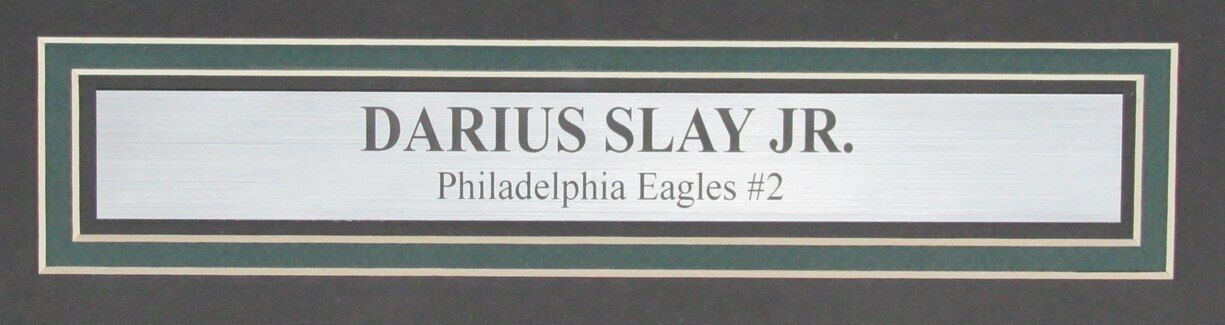 DARIUS SLAY JR.
Philadelphia Eagles #2